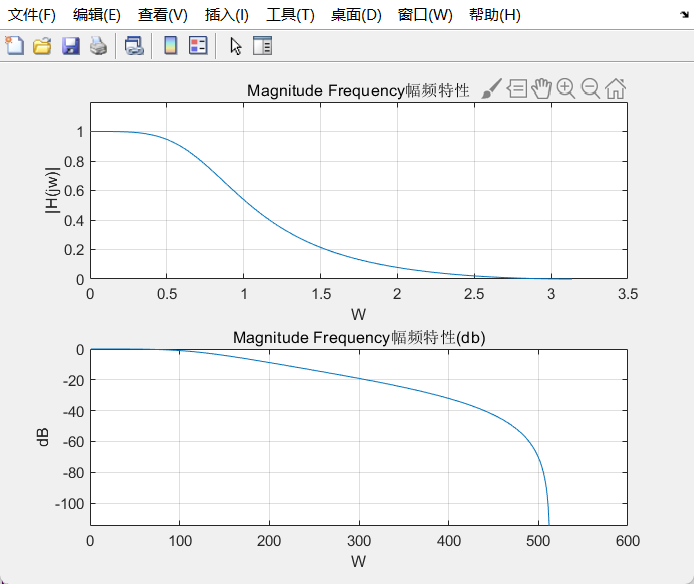 文件(F) 编辑(E) 查看(V) 插入(I) 工具(T) 桌面(D) 窗口(W) 帮助(H)
Magnitude Frequency幅频特性
1
0.8
0.6
0.4
0.2
0
|H(jw)|
0 0.5 1 1.5 2 2.5 3 3.5
W
Magnitude Frequency幅频特性(db)
0
-20
-40
-60
-80
-100
dB
0 100 200 300 400 500 600
W